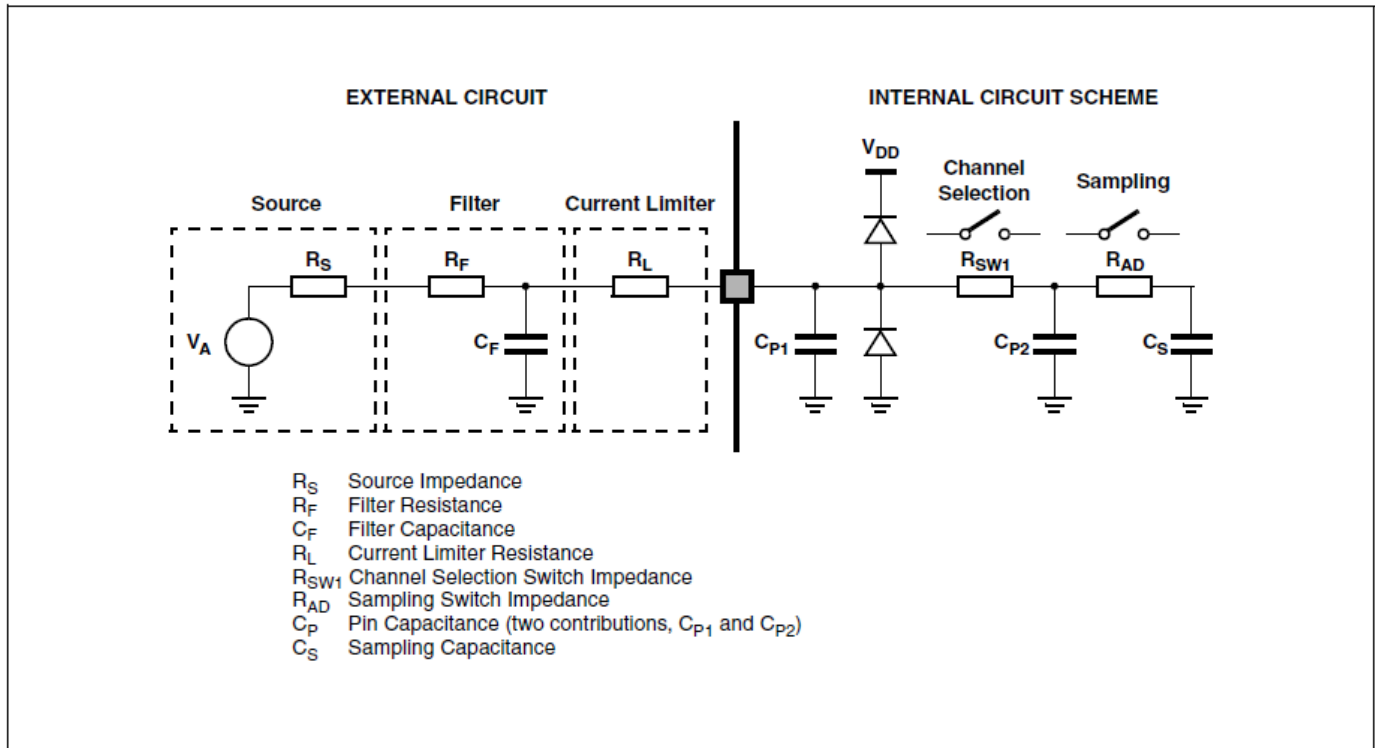 EXTERNAL CIRCUIT
INTERNAL CIRCUIT SCHEME
VDD
Channel
Selection
Sampling
Source
Filter
Current Limiter
RS
RF
RL
RSW1
RAD
VA
CF
CP1
CP2
CS
RS Source Impedance
RF Filter Resistance
CF Filter Capacitance
RL Current Limiter Resistance
RSW1 Channel Selection Switch Impedance
RAD Sampling Switch Impedance
CP Pin Capacitance (two contributions, CP1 and CP2)
CS Sampling Capacitance